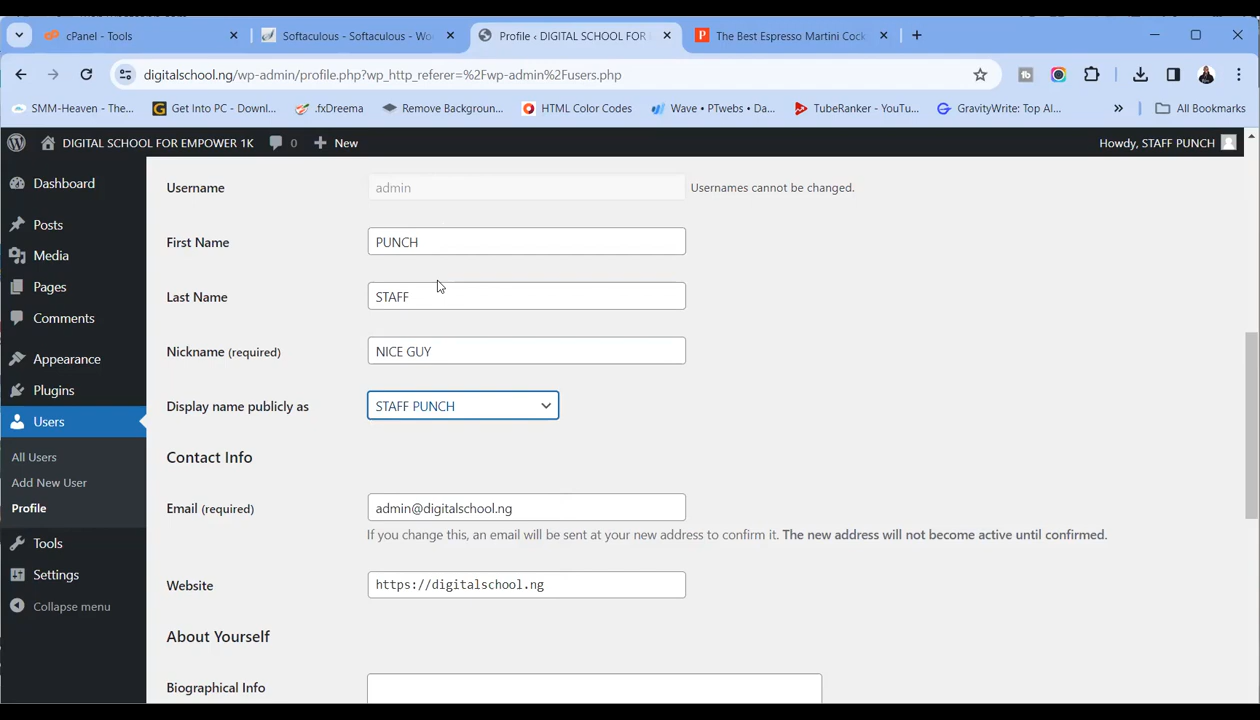 cPanel - Tools
Softaculous - Softaculous - Wo
Profile ‹ DIGITAL SCHOOL FOR
The Best Espresso Martini Cock
digitalschool.ng/wp-admin/profile.php?wp_http_referer=%2Fwp-admin%2Fusers.php
SMM-Heaven - The...
Get Into PC - Downl...
.fxDreema
Remove Backgroun...
HTML Color Codes
Wave • PTwebs • Da...
TubeRanker - YouTu...
GravityWrite: Top AI...
»
All Bookmarks
DIGITAL SCHOOL FOR EMPOWER 1K
0
New
Howdy, STAFF PUNCH
Dashboard
Posts
Media
Pages
Comments
Appearance
Plugins
Users
All Users
Add New User
Profile
Tools
Settings
Collapse menu
Username
admin
Usernames cannot be changed.
First Name
PUNCH
Last Name
STAFF
Nickname (required)
NICE GUY
Display name publicly as
STAFF PUNCH
Contact Info
Email (required)
admin@digitalschool.ng
If you change this, an email will be sent at your new address to confirm it. The new address will not become active until confirmed.
Website
https://digitalschool.ng
About Yourself
Biographical Info